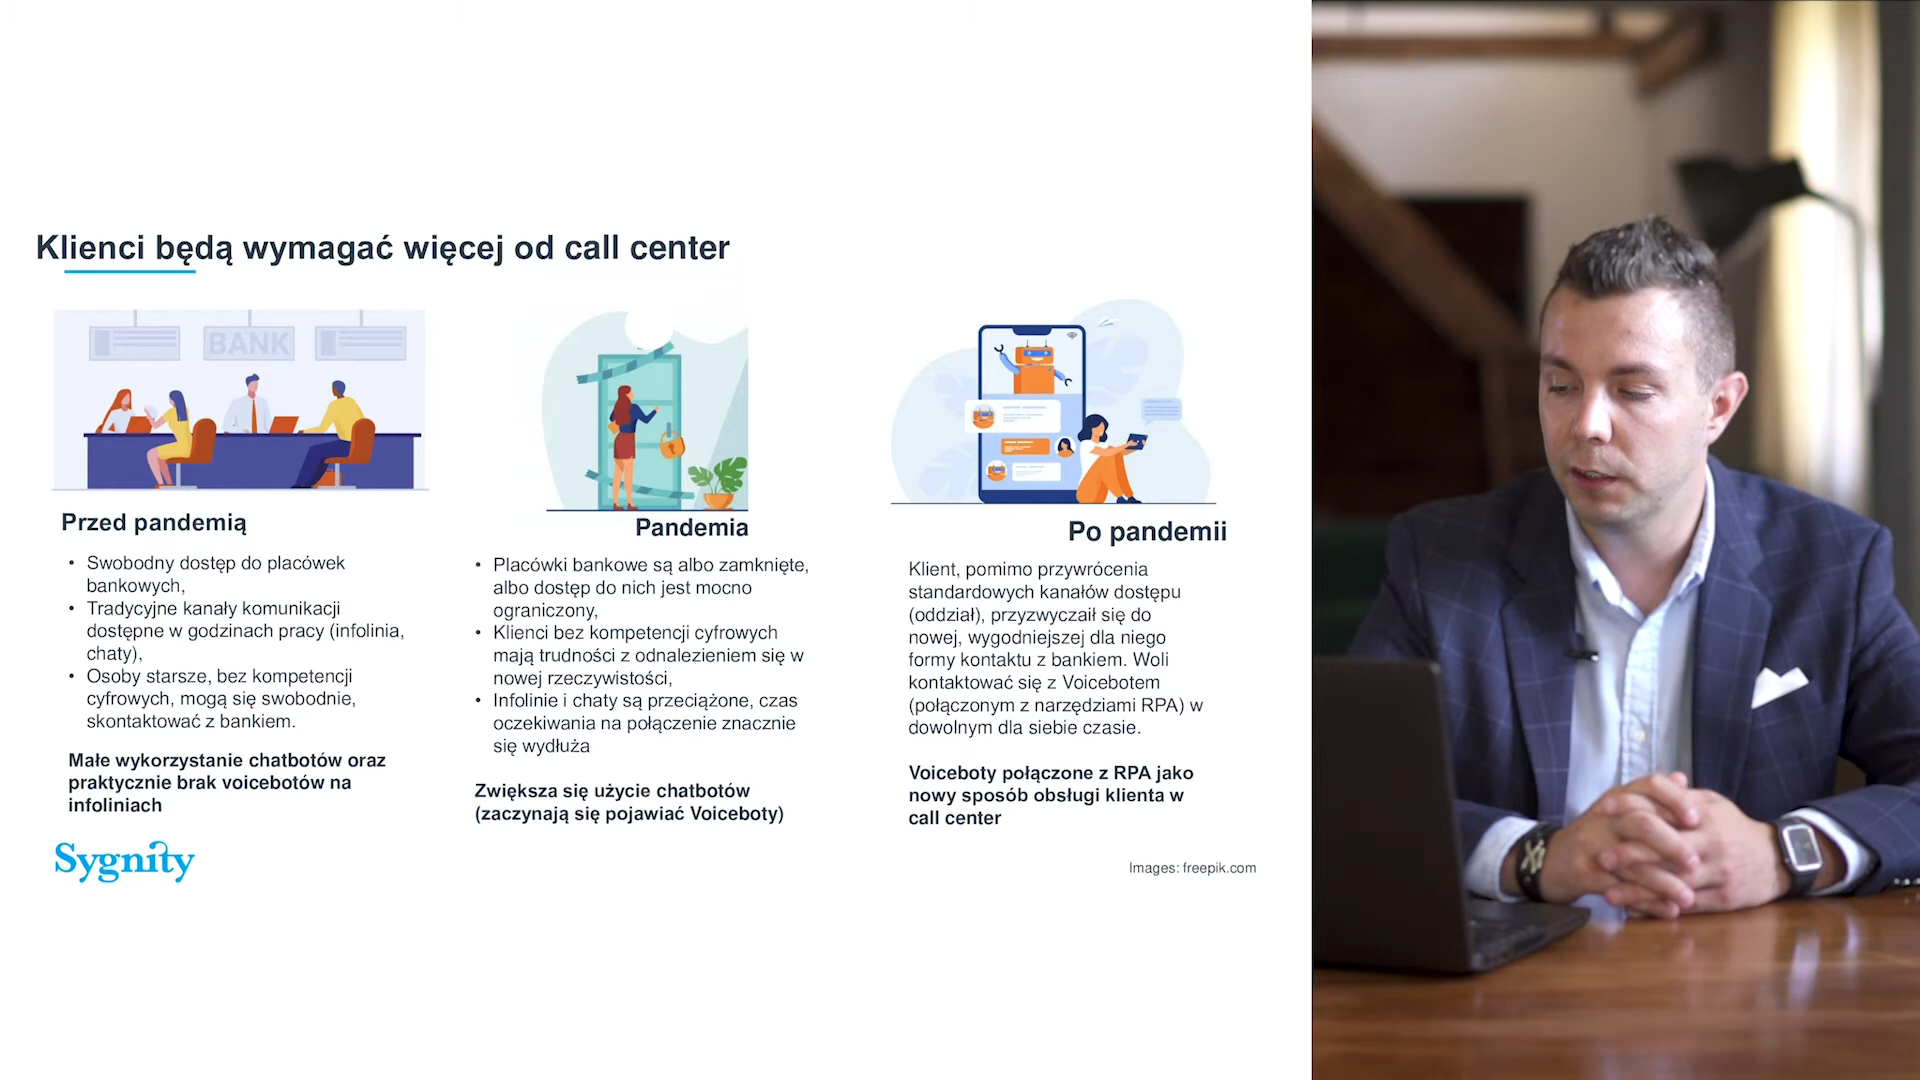 Klienci będą wymagać więcej od call center
BANK
Przed pandemią
• Swobodny dostęp do placówek
bankowych,
• Tradycyjne kanały komunikacji
dostępne w godzinach pracy (infolinia,
chaty),
• Osoby starsze, bez kompetencji
cyfrowych, mogą się swobodnie,
skontaktować z bankiem.
Małe wykorzystanie chatbotów oraz
praktycznie brak voicebotów na
infoliniach
Pandemia
• Placówki bankowe są albo zamknięte,
albo dostęp do nich jest mocno
ograniczony,
• Klienci bez kompetencji cyfrowych
mają trudności z odnalezieniem się w
nowej rzeczywistości,
• Infolinie i chaty są przeciążone, czas
oczekiwania na połączenie znacznie
się wydłuża
Zwiększa się użycie chatbotów
(zaczynają się pojawiać Voiceboty)
Po pandemii
Klient, pomimo przywrócenia
standardowych kanałów dostępu
(oddział), przyzwyczaił się do
nowej, wygodniejszej dla niego
formy kontaktu z bankiem. Woli
kontaktować się z Voicebotem
(połączonym z narzędziami RPA) w
dowolnym dla siebie czasie.
Voiceboty połączone z RPA jako
nowy sposób obsługi klienta w
call center
Sygnity
Images: freepik.com